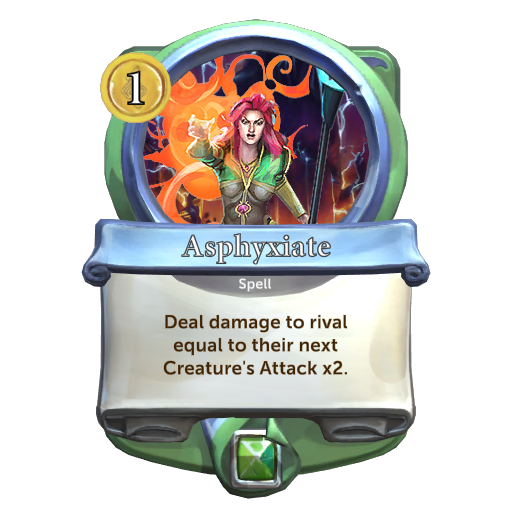 1
Asphyxiate
Spell
Deal damage to rival
equal to their next
Creature's Attack x2.